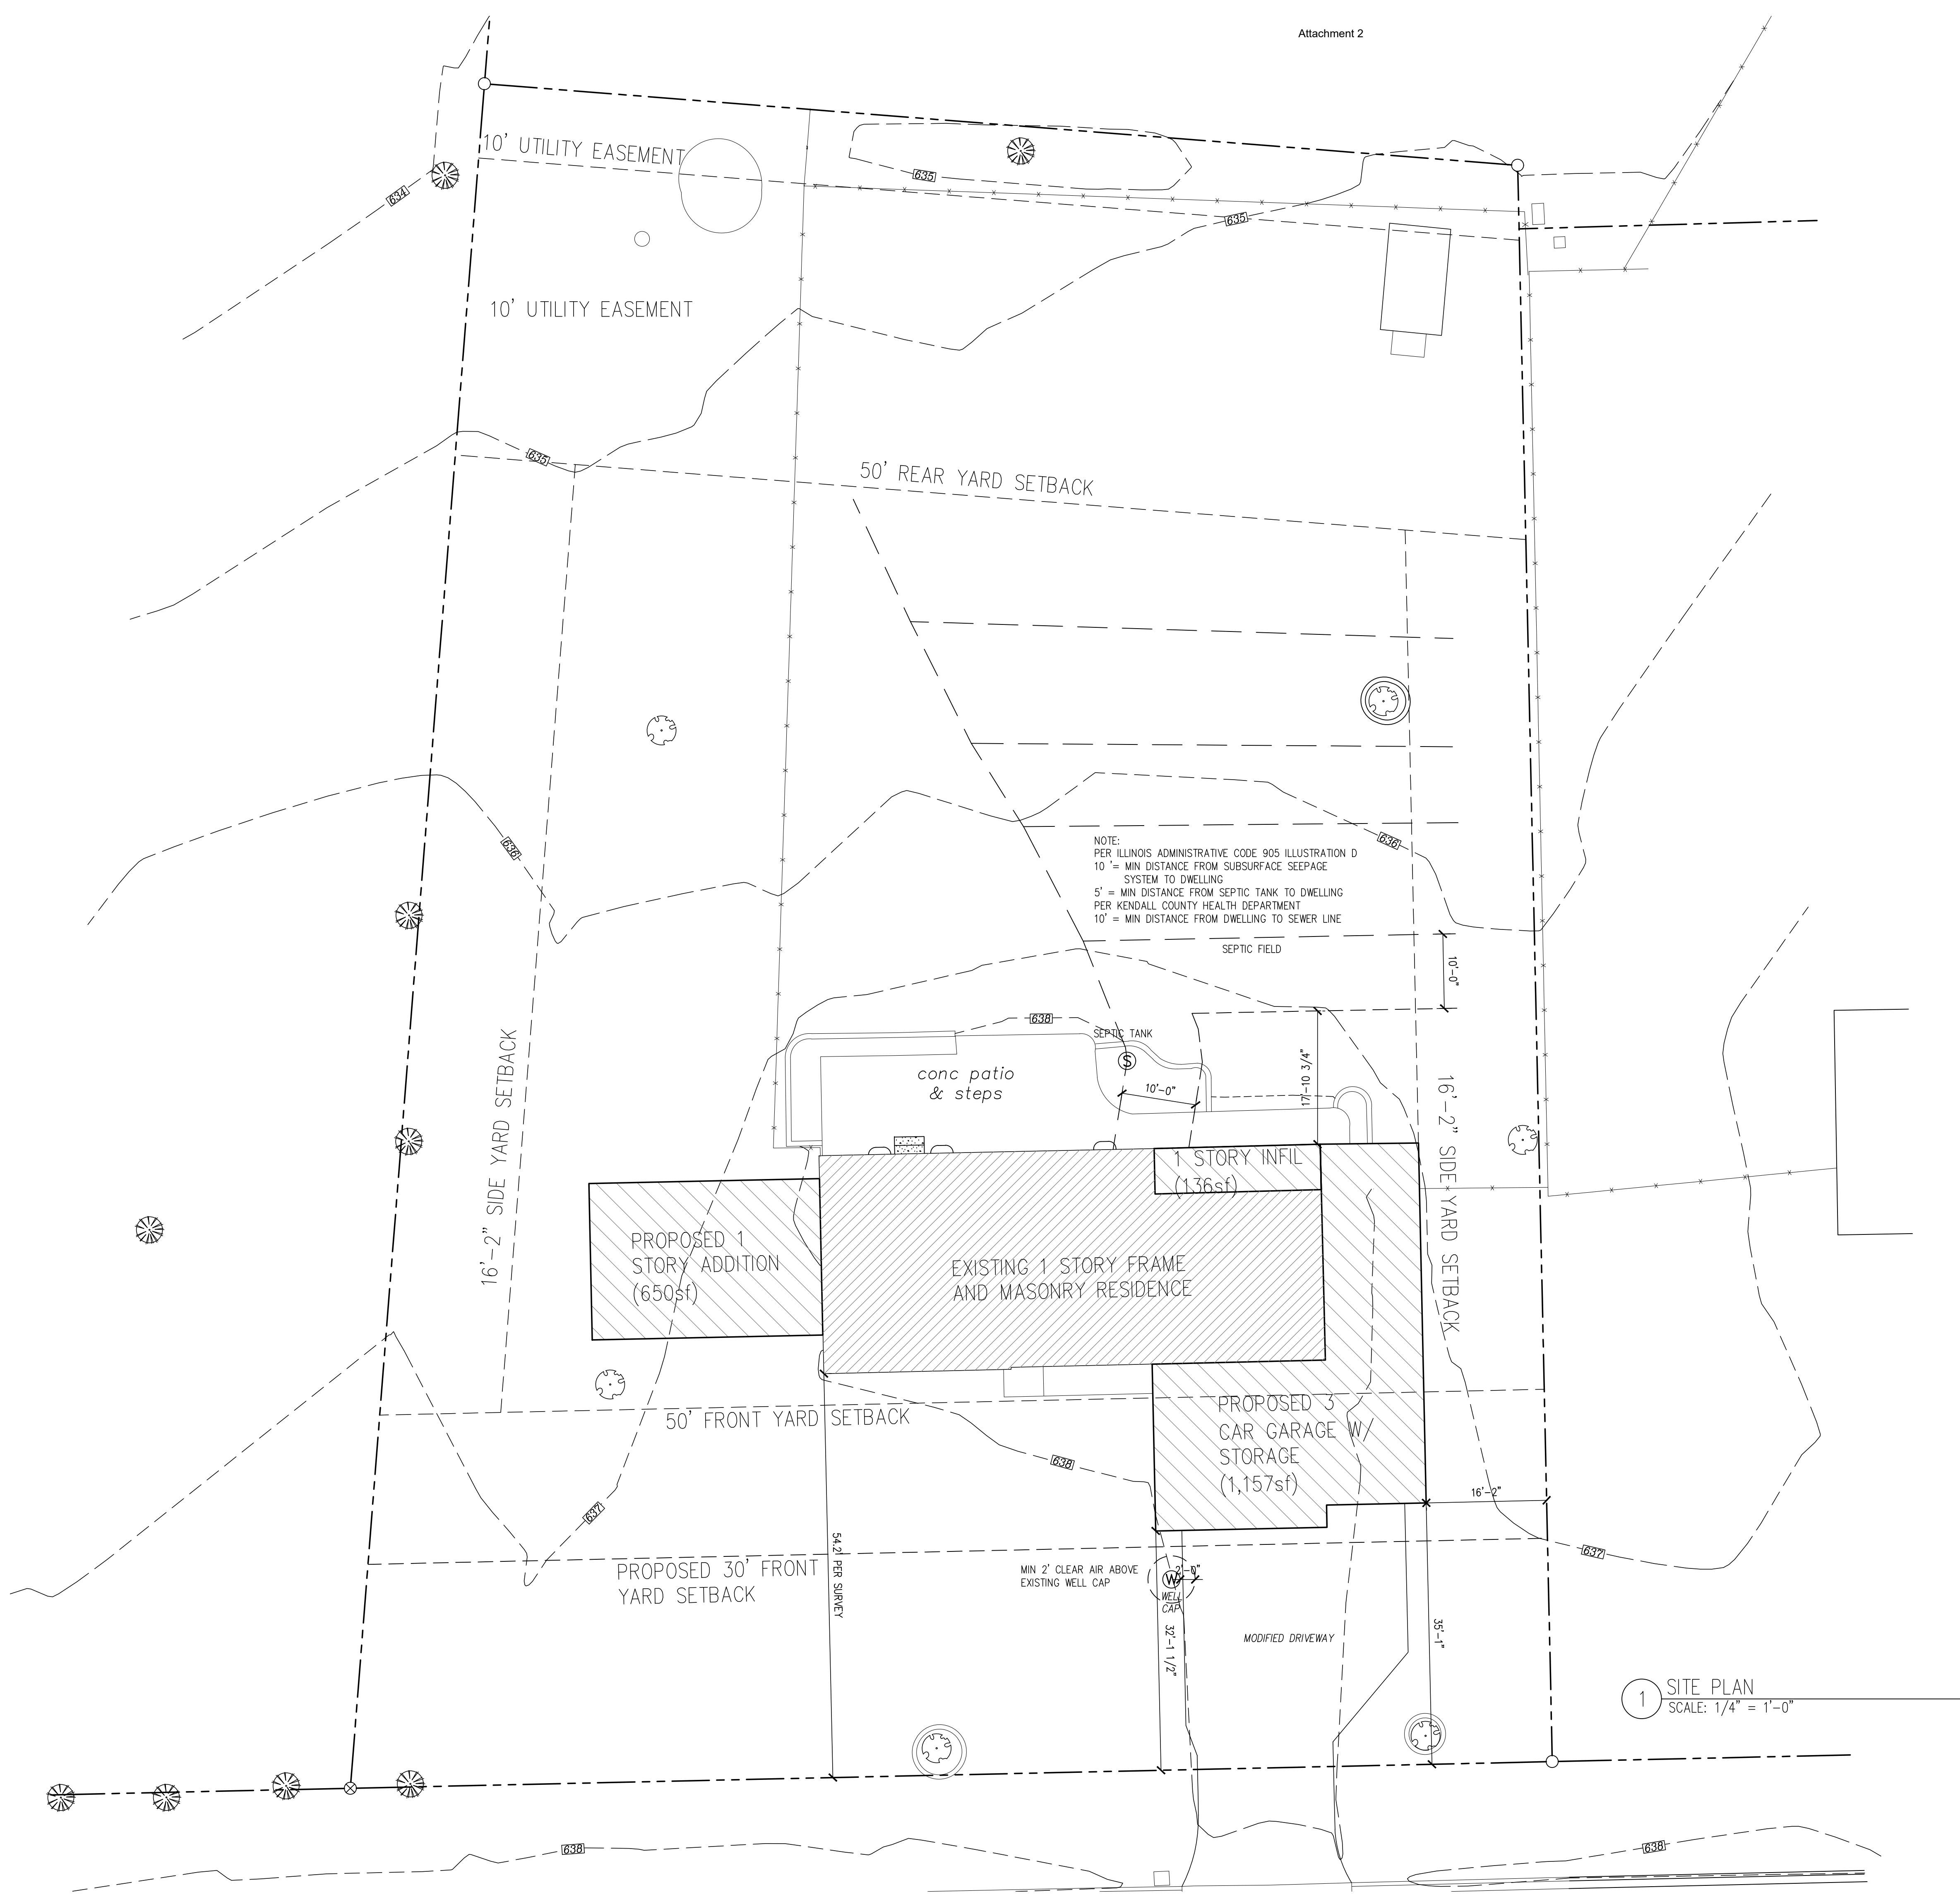 Attachment 2
10' UTILITY EASEMENT
634
635
635
10' UTILITY EASEMENT
635
50' REAR YARD SETBACK
636
636
NOTE:
PER ILLINOIS ADMINISTRATIVE CODE 905 ILLUSTRATION D
10 '= MIN DISTANCE FROM SUBSURFACE SEEPAGE
SYSTEM TO DWELLING
5' = MIN DISTANCE FROM SEPTIC TANK TO DWELLING
PER KENDALL COUNTY HEALTH DEPARTMENT
10' = MIN DISTANCE FROM DWELLING TO SEWER LINE
SEPTIC FIELD
10'-0"
638
SEPTIC TANK
S
conc patio
& steps
10'-0"
17'-10 3/4"
16'-2" SIDE YARD SETBACK
16'-2" SIDE YARD SETBACK
1 STORY INFIL
(136sf)
PROPOSED 1
STORY ADDITION
(650sf)
EXISTING 1 STORY FRAME
AND MASONRY RESIDENCE
50' FRONT YARD SETBACK
PROPOSED 3
CAR GARAGE W/
STORAGE
(1,157sf)
638
16'-2"
637
637
PROPOSED 30' FRONT
YARD SETBACK
54.2' PER SURVEY
MIN 2' CLEAR AIR ABOVE
EXISTING WELL CAP
W
2'-0"
WELL
CAP
32'-1 1/2"
MODIFIED DRIVEWAY
35'-1"
1
SITE PLAN
SCALE: 1/4" = 1'-0"
638
638